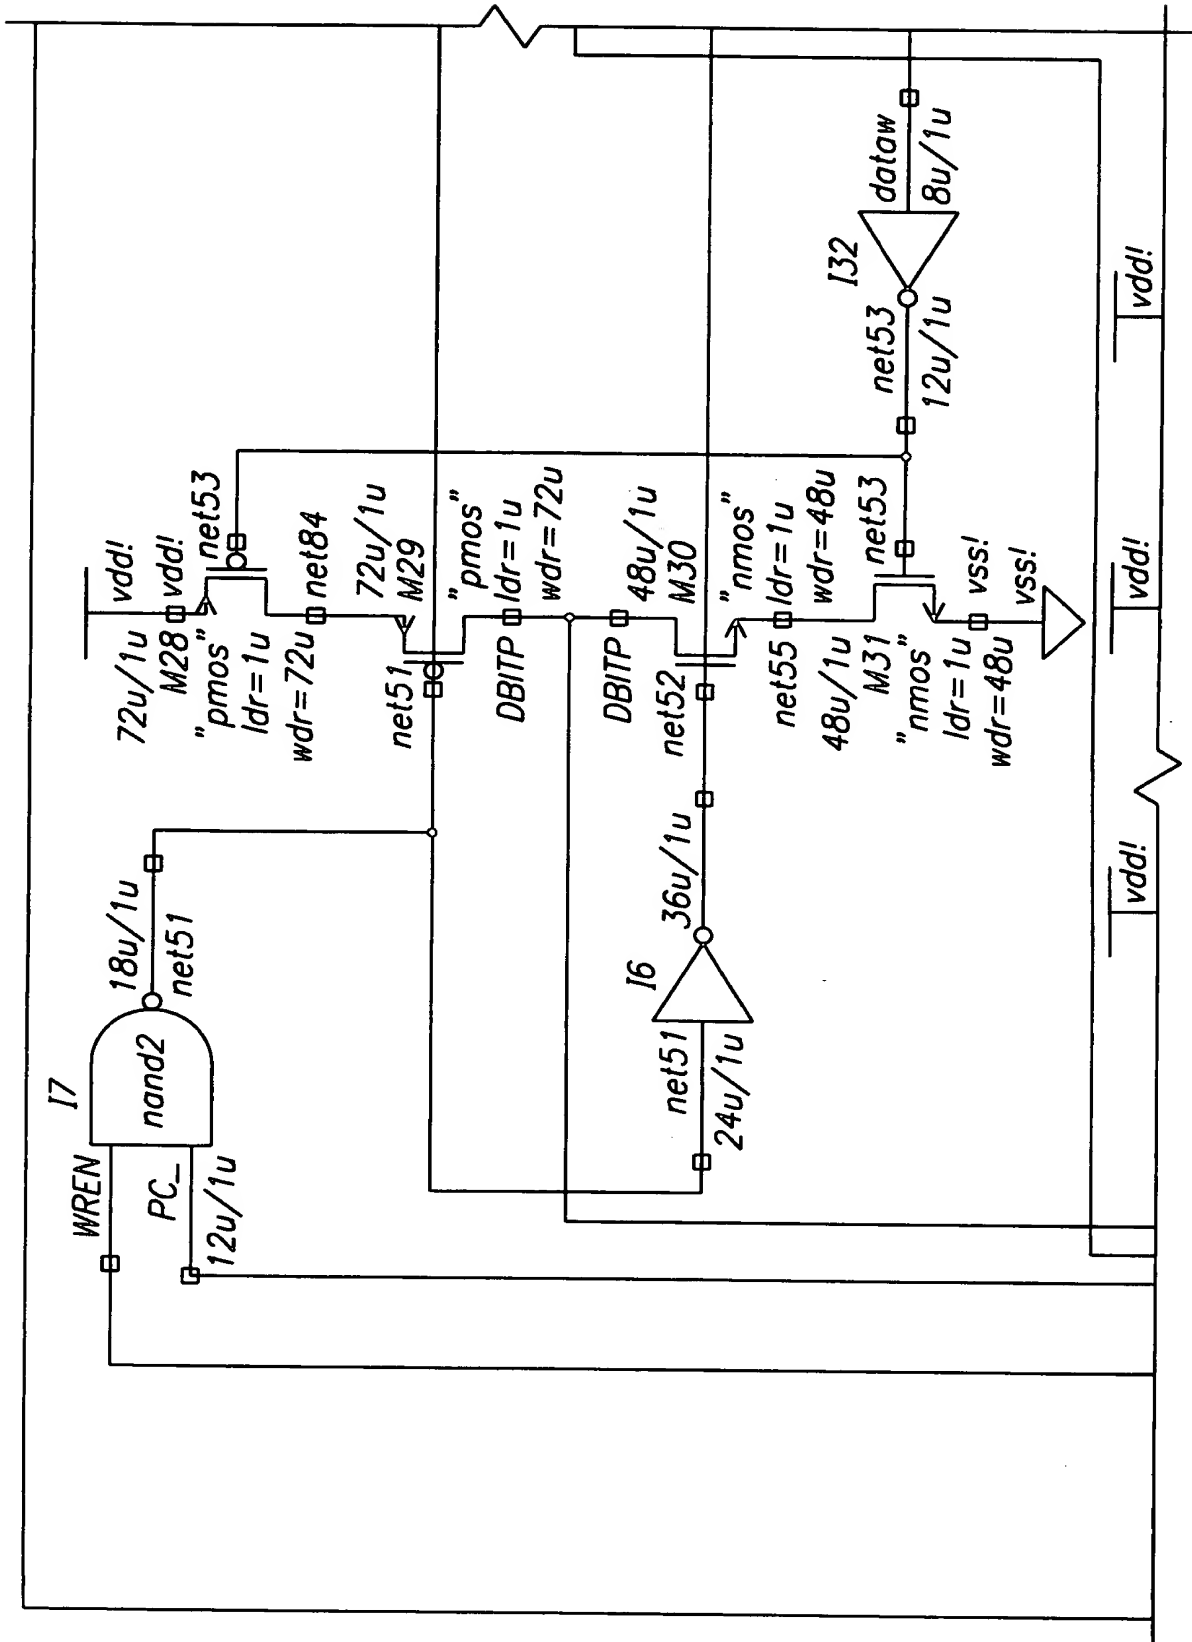 I7
WREN
PC_
12u/1u
nand2
18u/1u
net51
vdd!
72u/1u
M28
vdd!
net53
"pmos"
ldr=1u
wdr=72u
net84
72u/1u
M29
net51
"pmos"
ldr=1u
wdr=72u
DBITP
DBITP
48u/1u
M30
net52
"nmos"
ldr=1u
wdr=48u
net55
48u/1u
M31
net53
"nmos"
ldr=1u
wdr=48u
vss!
vss!
I6
net51
24u/1u
36u/1u
I32
net53
12u/1u
dataw
8u/1u
vdd!
vdd!
vdd!